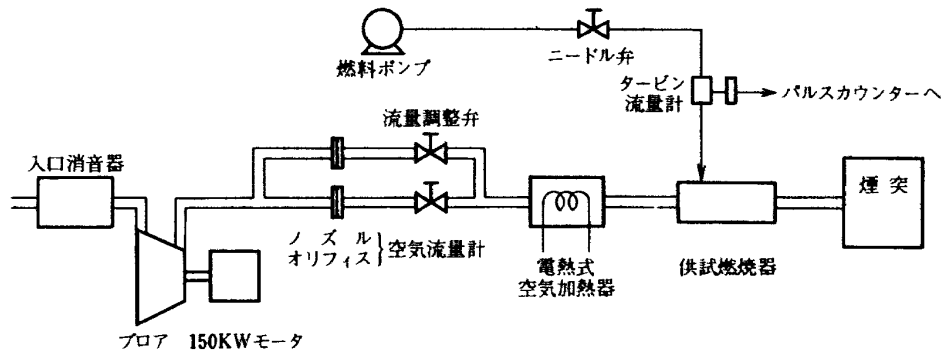 燃料ポンプ
ニードル弁
タービン
流量計
パルスカウンターへ
流量調整弁
入口消音器
煙突
ノズル
オリフィス
空気流量計
電熱式
空気加熱器
供試燃焼器
ブロア
150KWモータ